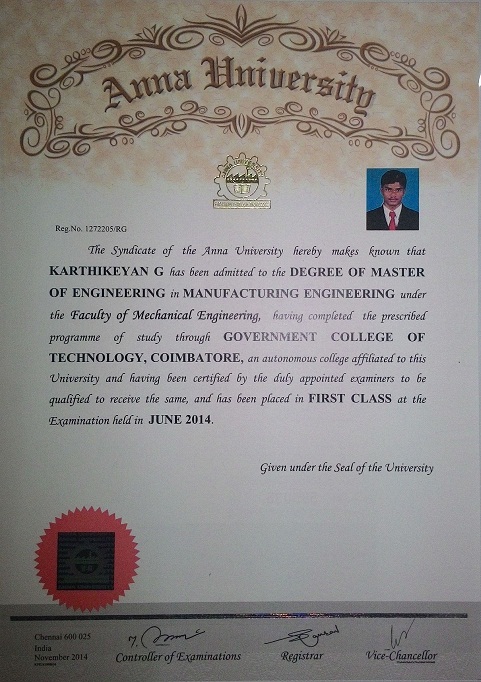 Anna University
ANNA UNIVERSITY
Reg.No. 1272205/RG
The Syndicate of the Anna University hereby makes known that
KARTHIKEYAN G has been admitted to the DEGREE OF MASTER
OF ENGINEERING in MANUFACTURING ENGINEERING under
the Faculty of Mechanical Engineering, having completed the prescribed
programme of study through GOVERNMENT COLLEGE OF
TECHNOLOGY, COIMBATORE, an autonomous college affiliated to this
University and having been certified by the duly appointed examiners to be
qualified to receive the same, and has been placed in FIRST CLASS at the
Examination held in JUNE 2014.
Given under the Seal of the University
Chennai 600 025
India
November 2014
Controller of Examinations
Registrar
Vice-Chancellor